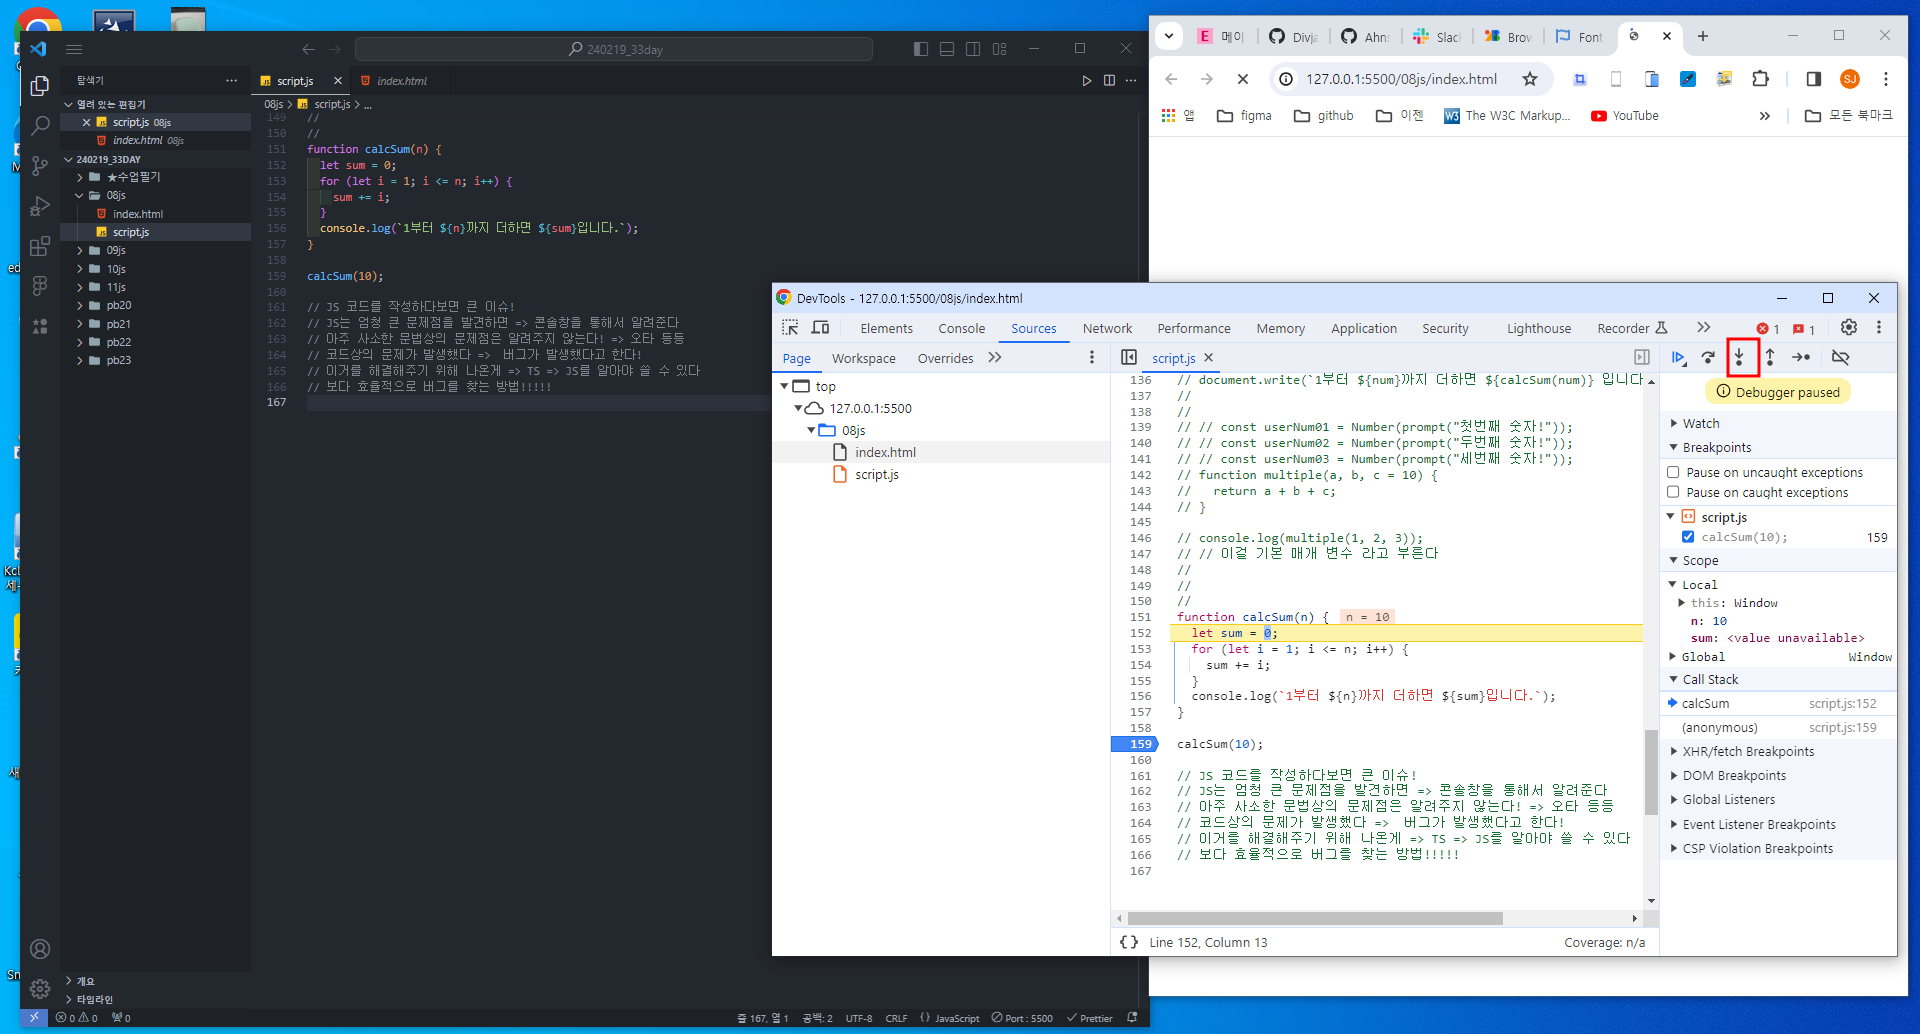 240219_33day
탐색기
열려 있는 편집기
script.js 08js
index.html 08js
240219_33DAY
★수업필기
08js
index.html
script.js
09js
10js
11js
pb20
pb21
pb22
pb23
개요
타임라인
script.js
index.html
08js > script.js > ...
149 //
150 //
151 function calcSum(n) {
152 let sum = 0;
153 for (let i = 1; i <= n; i++) {
154 sum += i;
155 }
156 console.log(`1부터 ${n}까지 더하면 ${sum}입니다.`);
157 }
158
159 calcSum(10);
160
161 // JS 코드를 작성하다보면 큰 이슈!
162 // JS는 엄청 큰 문제점을 발견하면 => 콘솔창을 통해서 알려준다
163 // 아주 사소한 문법상의 문제점은 알려주지 않는다! => 오타 등등
164 // 코드상의 문제가 발생했다 =>  버그가 발생했다고 한다!
165 // 이거를 해결해주기 위해 나온게 => TS => JS를 알아야 쓸 수 있다
166 // 보다 효율적으로 버그를 찾는 방법!!!!!
167
0 0 0
줄 167, 열 1 공백: 2 UTF-8 CRLF {} JavaScript Port : 5500 Prettier
E 메이
Divja
Ahn
Slac
Brow
Font
127.0.0.1:5500/08js/index.html
SJ
앱 figma github 이젠 The W3C Markup... YouTube » 모든 북마크
DevTools - 127.0.0.1:5500/08js/index.html
Elements Console Sources Network Performance Memory Application Security Lighthouse Recorder 1 1
Page Workspace Overrides
top
127.0.0.1:5500
08js
index.html
script.js
script.js
136 // document.write(`1부터 ${num}까지 더하면 ${calcSum(num)} 입니다
137 //
138 //
139 // // const userNum01 = Number(prompt("첫번째 숫자!"));
140 // // const userNum02 = Number(prompt("두번째 숫자!"));
141 // // const userNum03 = Number(prompt("세번째 숫자!"));
142 // function multiple(a, b, c = 10) {
143 //   return a + b + c;
144 // }
145
146 // console.log(multiple(1, 2, 3));
147 // // 이걸 기본 매개 변수 라고 부른다
148 //
149 //
150 //
151 function calcSum(n) { n = 10
152 let sum = 0;
153 for (let i = 1; i <= n; i++) {
154 sum += i;
155 }
156 console.log(`1부터 ${n}까지 더하면 ${sum}입니다.`);
157 }
158
159 calcSum(10);
160
161 // JS 코드를 작성하다보면 큰 이슈!
162 // JS는 엄청 큰 문제점을 발견하면 => 콘솔창을 통해서 알려준다
163 // 아주 사소한 문법상의 문제점은 알려주지 않는다! => 오타 등등
164 // 코드상의 문제가 발생했다 =>  버그가 발생했다고 한다!
165 // 이거를 해결해주기 위해 나온게 => TS => JS를 알아야 쓸 수 있다
166 // 보다 효율적으로 버그를 찾는 방법!!!!!
167
{} Line 152, Column 13
Coverage: n/a
Debugger paused
Watch
Breakpoints
Pause on uncaught exceptions
Pause on caught exceptions
script.js
calcSum(10); 159
Scope
Local
this: Window
n: 10
sum: <value unavailable>
Global Window
Call Stack
calcSum script.js:152
(anonymous) script.js:159
XHR/fetch Breakpoints
DOM Breakpoints
Global Listeners
Event Listener Breakpoints
CSP Violation Breakpoints